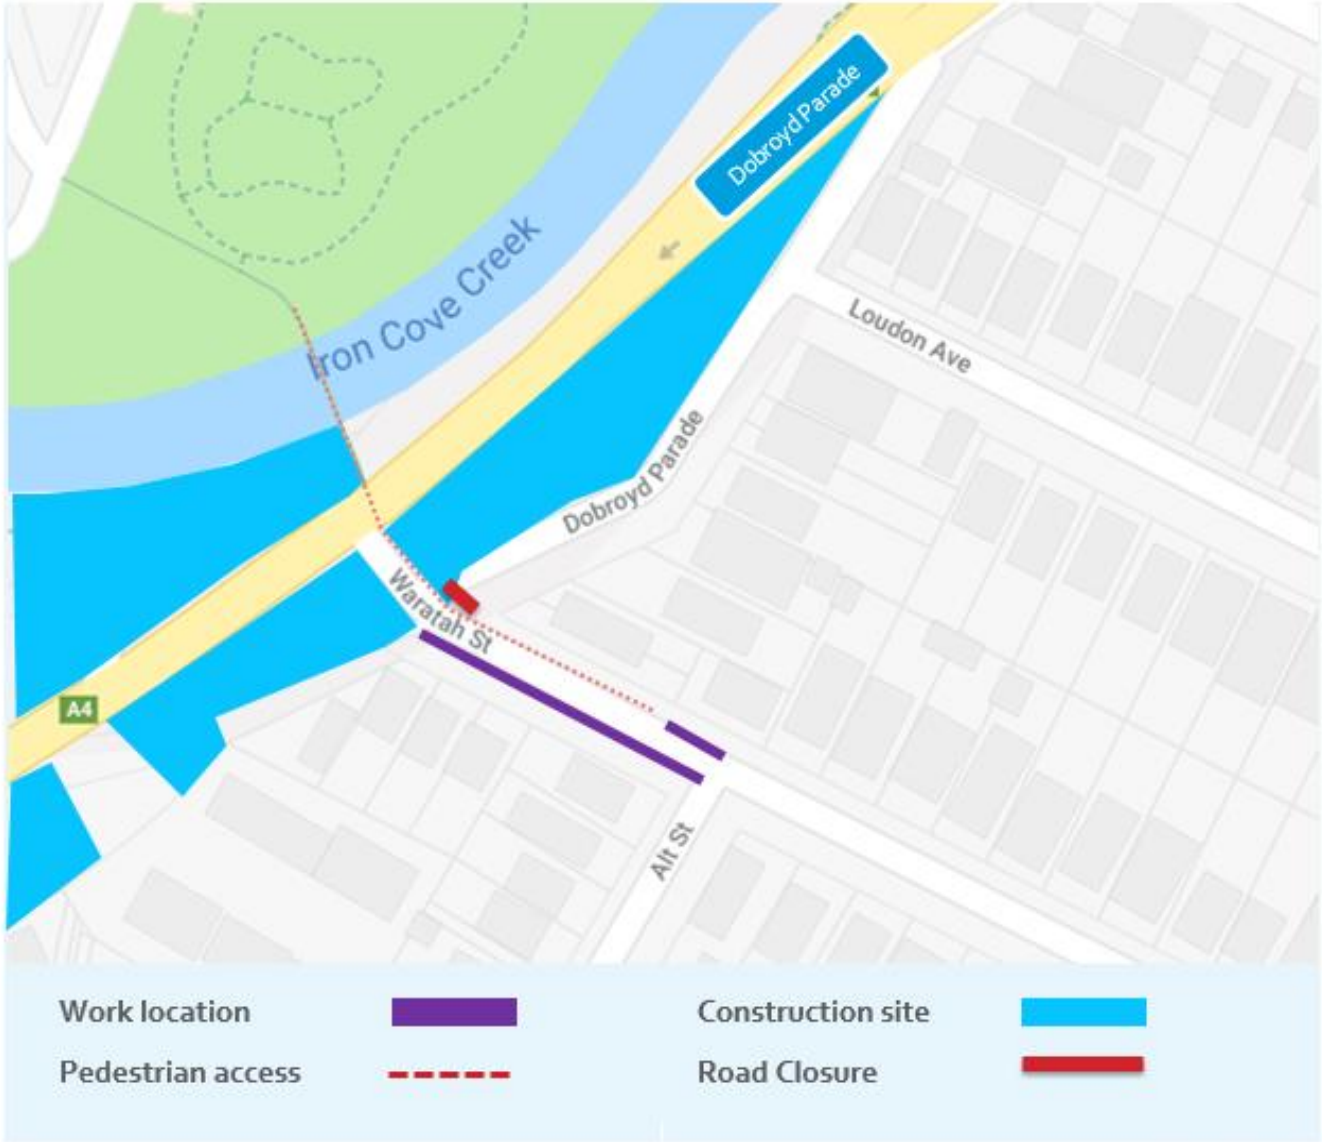 Dobroyd Parade
Iron Cove Creek
Loudon Ave
Dobroyd Parade
Waratah St
A4
Alt St
Work location
Construction site
Pedestrian access
Road Closure